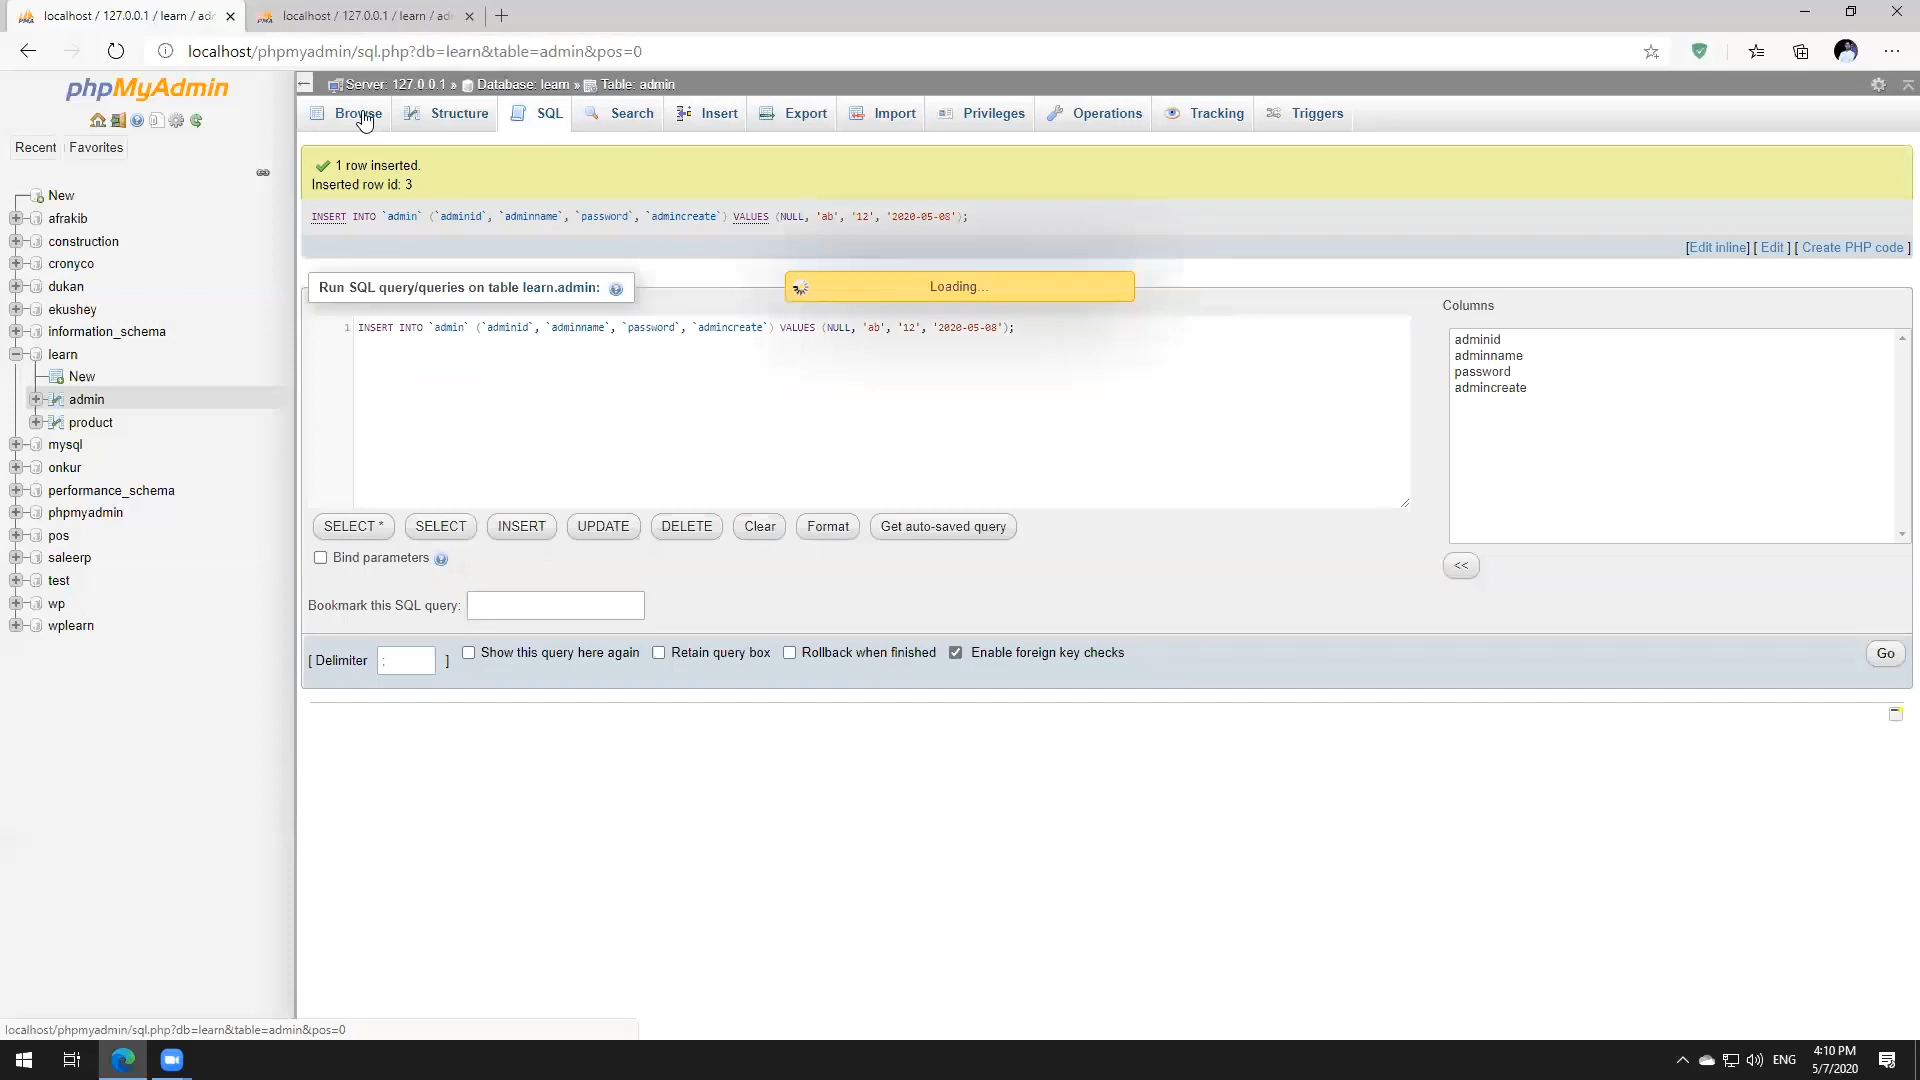 localhost / 127.0.0.1 / learn / adr
localhost / 127.0.0.1 / learn / ad
localhost/phpmyadmin/sql.php?db=learn&table=admin&pos=0
phpMyAdmin
Recent
Favorites
New
afrakib
construction
cronyco
dukan
ekushey
information_schema
learn
New
admin
product
mysql
onkur
performance_schema
phpmyadmin
pos
saleerp
test
wp
wplearn
Server: 127.0.0.1 » Database: learn » Table: admin
Browse
Structure
SQL
Search
Insert
Export
Import
Privileges
Operations
Tracking
Triggers
1 row inserted.
Inserted row id: 3
INSERT INTO `admin` (`adminid`, `adminname`, `password`, `admincreate`) VALUES (NULL, 'ab', '12', '2020-05-08');
[Edit inline] [ Edit ] [ Create PHP code ]
Run SQL query/queries on table learn.admin:
Loading...
Columns
1 INSERT INTO `admin` (`adminid`, `adminname`, `password`, `admincreate`) VALUES (NULL, 'ab', '12', '2020-05-08');
adminid
adminname
password
admincreate
SELECT *
SELECT
INSERT
UPDATE
DELETE
Clear
Format
Get auto-saved query
<<
Bind parameters
Bookmark this SQL query:
[ Delimiter ; ]
Show this query here again
Retain query box
Rollback when finished
Enable foreign key checks
Go
localhost/phpmyadmin/sql.php?db=learn&table=admin&pos=0
ENG
4:10 PM
5/7/2020